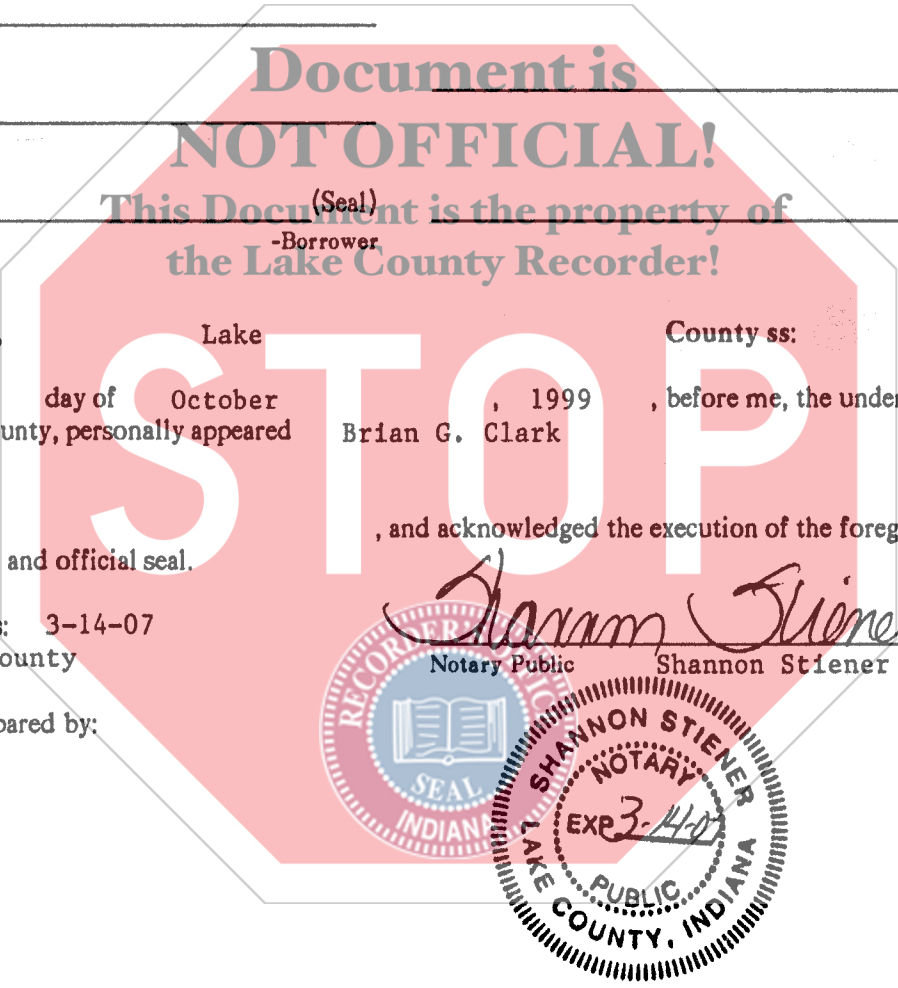 Document is
NOT OFFICIAL!
(Seal)
This Document is the property of
-Borrower
the Lake County Recorder!
Lake County ss:
day of October , 1999 , before me, the under
unty, personally appeared Brian G. Clark
STOP
, and acknowledged the execution of the foreg
and official seal.
Shannon Stiener
s: 3-14-07
ounty
Notary Public Shannon Stiener
pared by:
RECORDER'S OFFICE
SEAL
INDIANA
SHANNON STIENER
NOTARY
EXP 3-14-07
PUBLIC
LAKE COUNTY, INDIANA